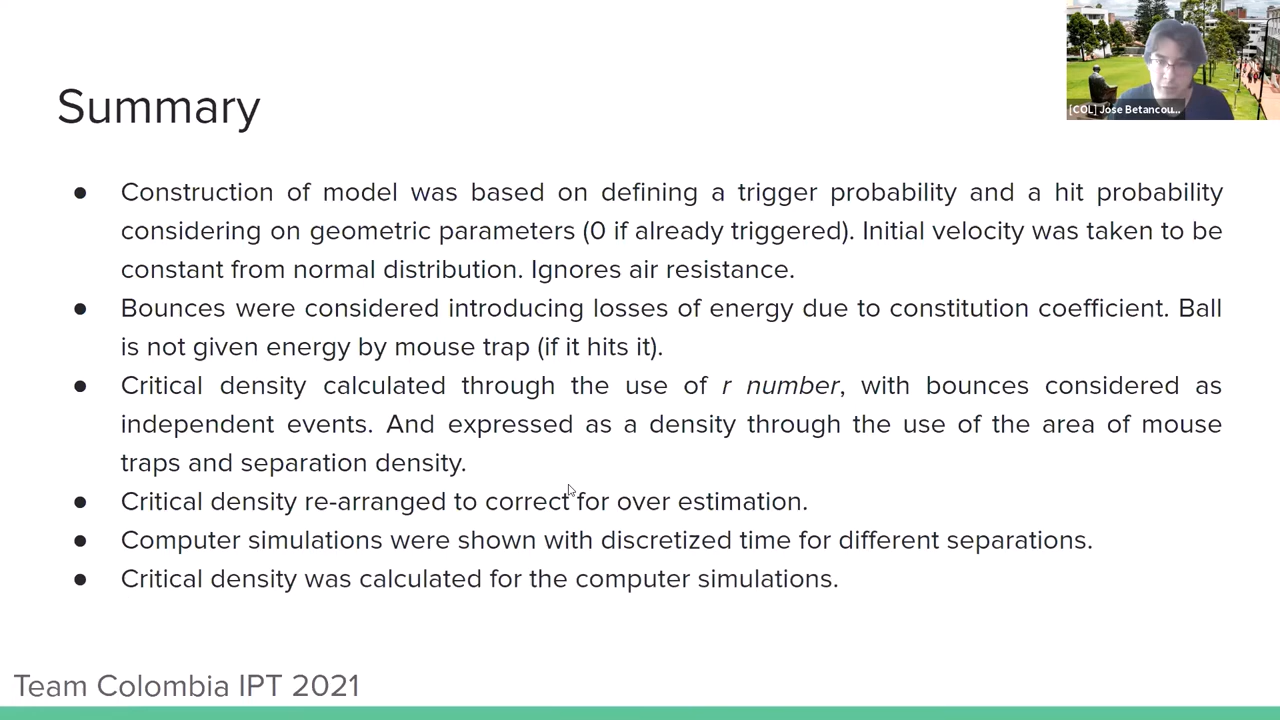 [COL] Jose Betancou...
Summary
● Construction of model was based on defining a trigger probability and a hit probability
considering on geometric parameters (0 if already triggered). Initial velocity was taken to be
constant from normal distribution. Ignores air resistance.
● Bounces were considered introducing losses of energy due to constitution coefficient. Ball
is not given energy by mouse trap (if it hits it).
● Critical density calculated through the use of r number, with bounces considered as
independent events. And expressed as a density through the use of the area of mouse
traps and separation density.
● Critical density re-arranged to correct for over estimation.
● Computer simulations were shown with discretized time for different separations.
● Critical density was calculated for the computer simulations.
Team Colombia IPT 2021